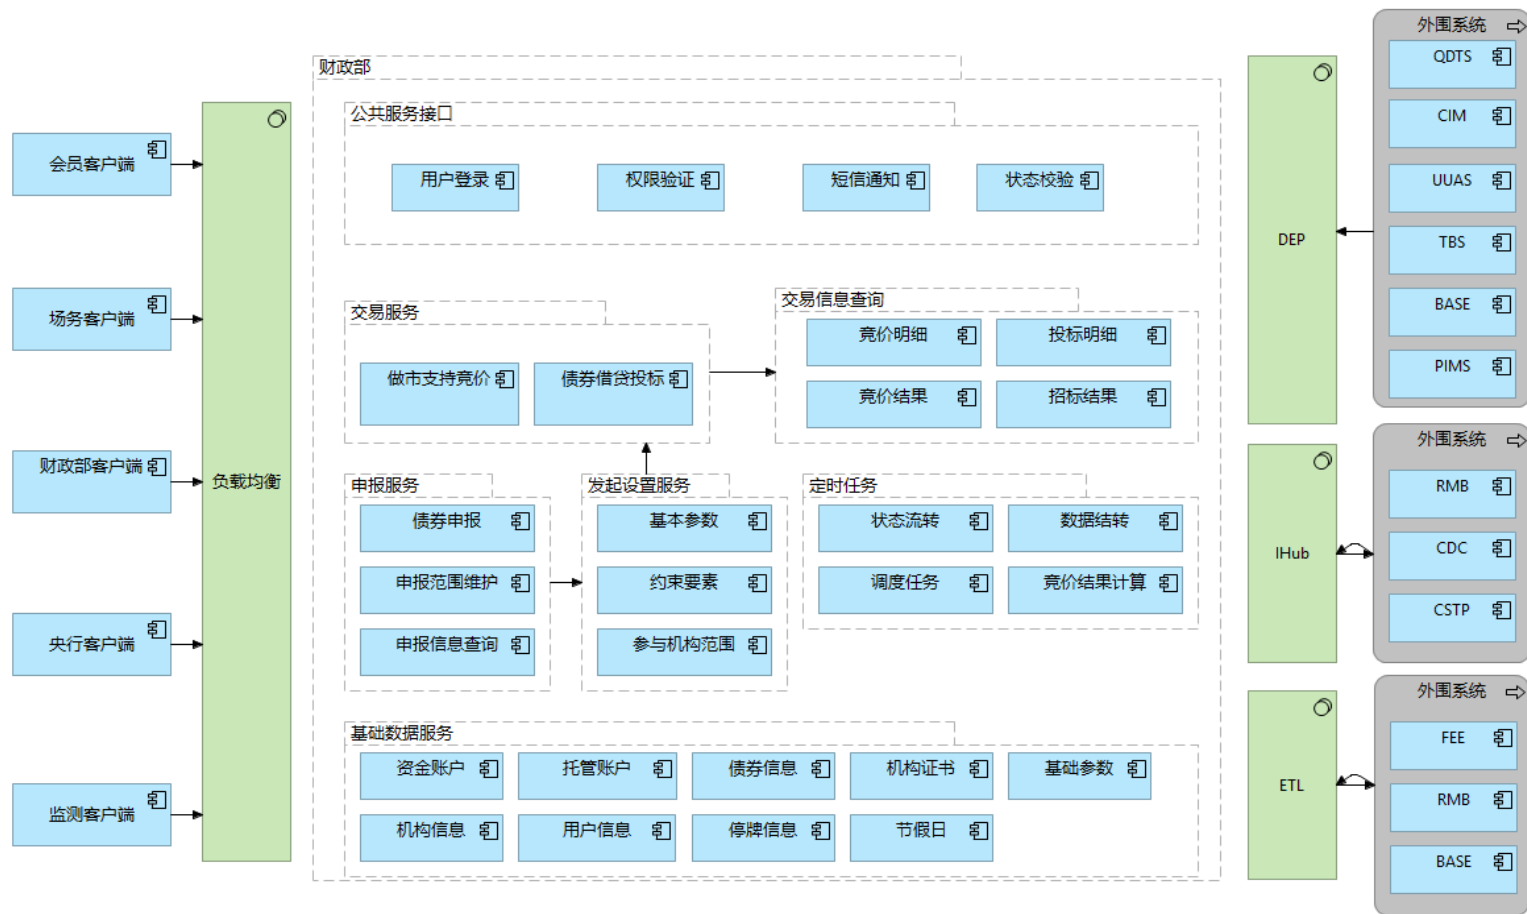 会员客户端
场务客户端
财政部客户端
央行客户端
监测客户端
负载均衡
财政部
公共服务接口
用户登录
权限验证
短信通知
状态校验
交易服务
做市支持竞价
债券借贷投标
交易信息查询
竞价明细
投标明细
竞价结果
招标结果
申报服务
债券申报
申报范围维护
申报信息查询
发起设置服务
基本参数
约束要素
参与机构范围
定时任务
状态流转
数据结转
调度任务
竞价结果计算
基础数据服务
资金账户
托管账户
债券信息
机构证书
基础参数
机构信息
用户信息
停牌信息
节假日
DEP
外围系统
QDTS
CIM
UUAS
TBS
BASE
PIMS
IHub
外围系统
RMB
CDC
CSTP
ETL
外围系统
FEE
RMB
BASE